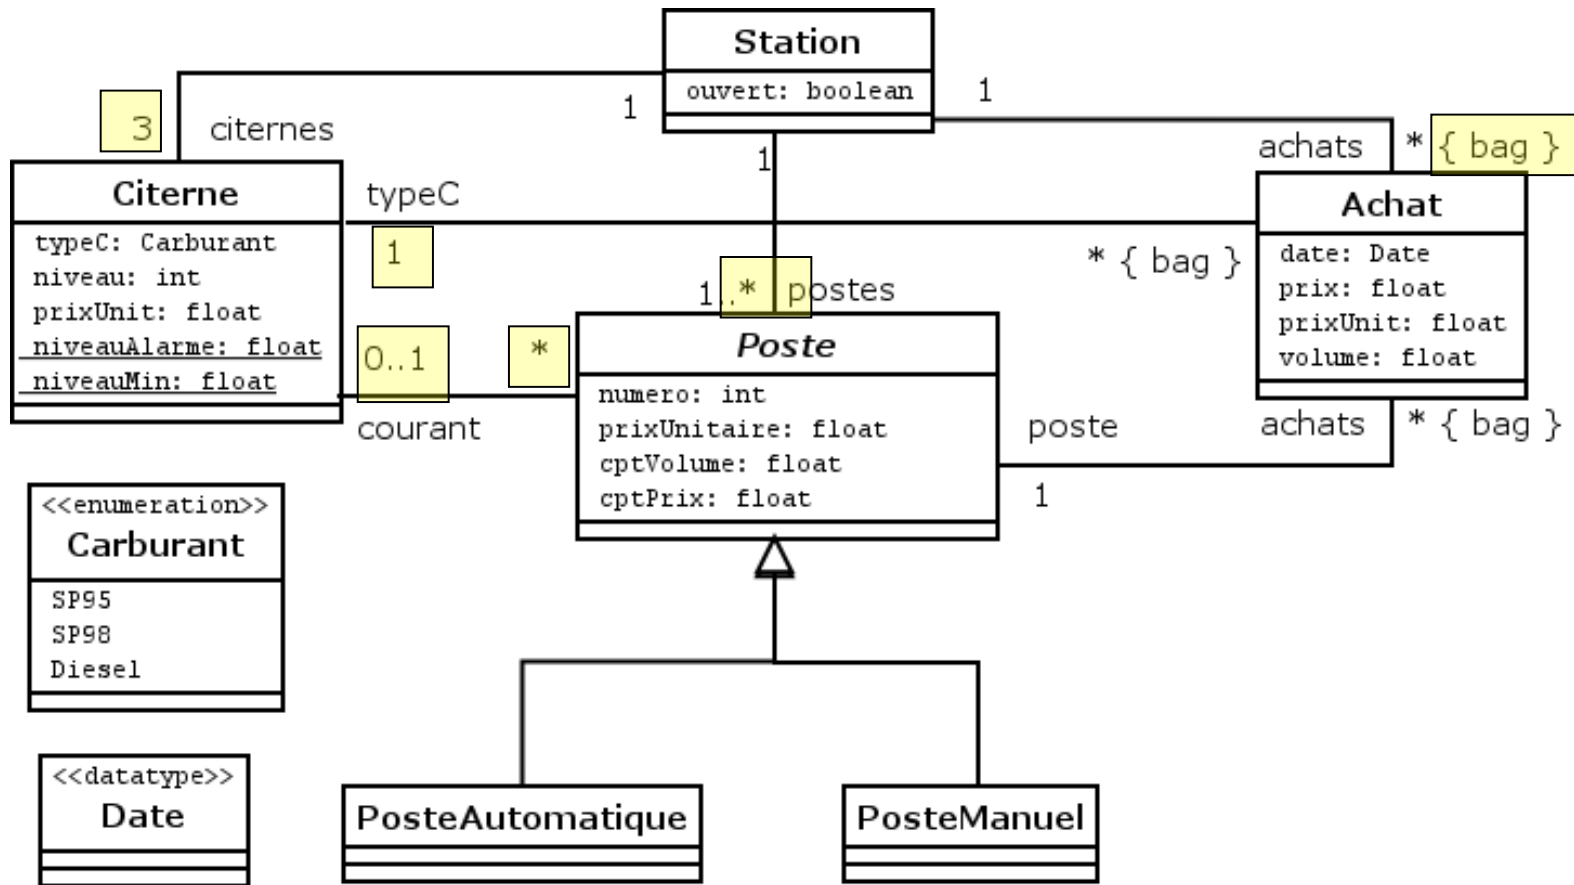 Station
ouvert: boolean
1
1
1
3
citernes
achats
* { bag }
Citerne
typeC: Carburant
niveau: int
prixUnit: float
niveauAlarme: float
niveauMin: float
typeC
1
* { bag }
Achat
date: Date
prix: float
prixUnit: float
volume: float
1..*
postes
0..1
*
courant
Poste
numero: int
prixUnitaire: float
cptVolume: float
cptPrix: float
poste
1
achats
* { bag }
<<enumeration>>
Carburant
SP95
SP98
Diesel
<<datatype>>
Date
PosteAutomatique
PosteManuel